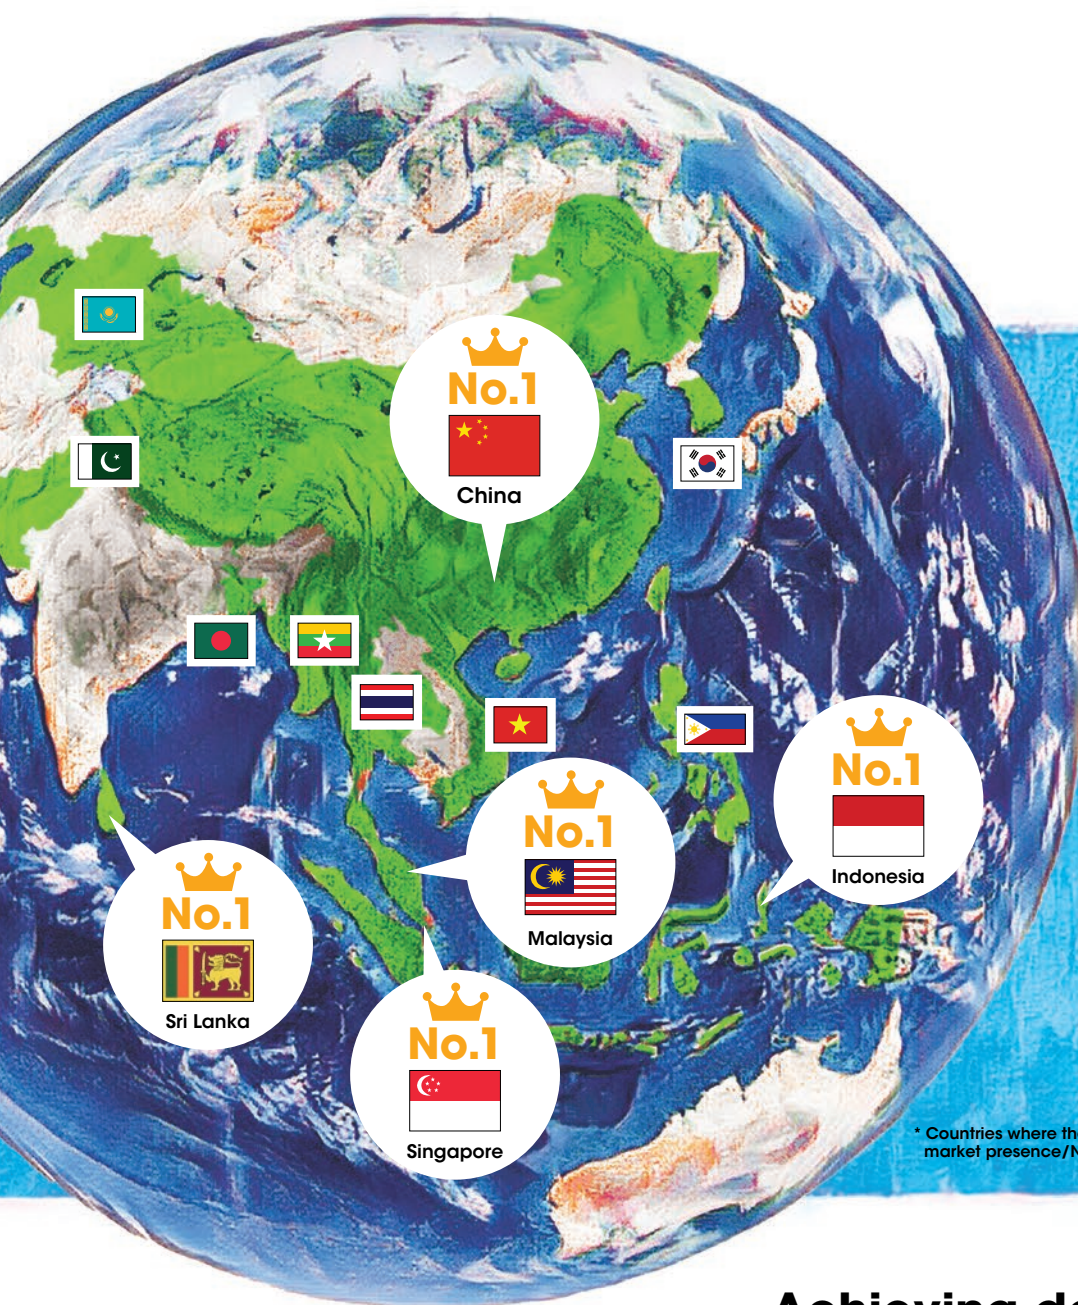 No.1
China
No.1
Indonesia
No.1
Malaysia
No.1
Sri Lanka
No.1
Singapore
* Countries where
market presence/
Achieving